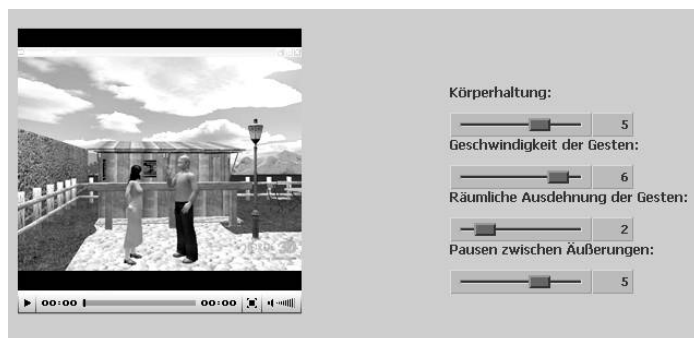 Körperhaltung:
5
Geschwindigkeit der Gesten:
6
Räumliche Ausdehnung der Gesten:
2
Pausen zwischen Äußerungen:
5
00:00 00:00